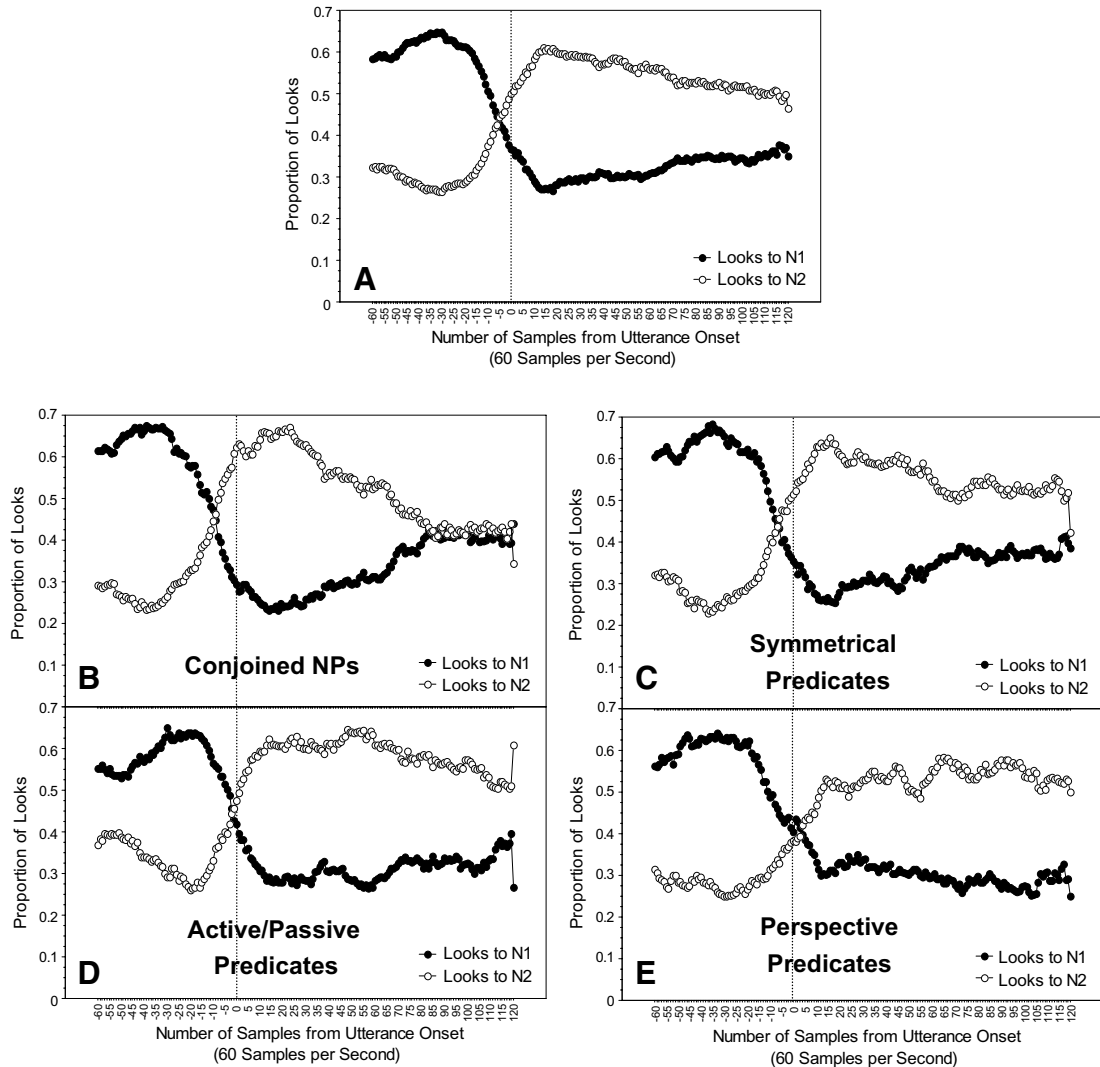 0.7
0.6
0.5
0.4
0.3
0.2
0.1
0
Proportion of Looks
A
Looks to N1
Looks to N2
-60 -55 -50 -45 -40 -35 -30 -25 -20 -15 -10 -5 0 5 10 15 20 25 30 35 40 45 50 55 60 65 70 75 80 85 90 95 100 105 110 115 120
Number of Samples from Utterance Onset
(60 Samples per Second)
0.7
0.6
0.5
0.4
0.3
0.2
0.1
Proportion of Looks
B
Conjoined NPs
Looks to N1
Looks to N2
0.7
0.6
0.5
0.4
0.3
0.2
0.1
Proportion of Looks
C
Symmetrical
Predicates
Looks to N1
Looks to N2
0.7
0.6
0.5
0.4
0.3
0.2
0.1
0
Proportion of Looks
D
Active/Passive
Predicates
Looks to N1
Looks to N2
-60 -55 -50 -45 -40 -35 -30 -25 -20 -15 -10 -5 0 5 10 15 20 25 30 35 40 45 50 55 60 65 70 75 80 85 90 95 100 105 110 115 120
Number of Samples from Utterance Onset
(60 Samples per Second)
0.7
0.6
0.5
0.4
0.3
0.2
0.1
0
Proportion of Looks
E
Perspective
Predicates
Looks to N1
Looks to N2
-60 -55 -50 -45 -40 -35 -30 -25 -20 -15 -10 -5 0 5 10 15 20 25 30 35 40 45 50 55 60 65 70 75 80 85 90 95 100 105 110 115 120
Number of Samples from Utterance Onset
(60 Samples per Second)